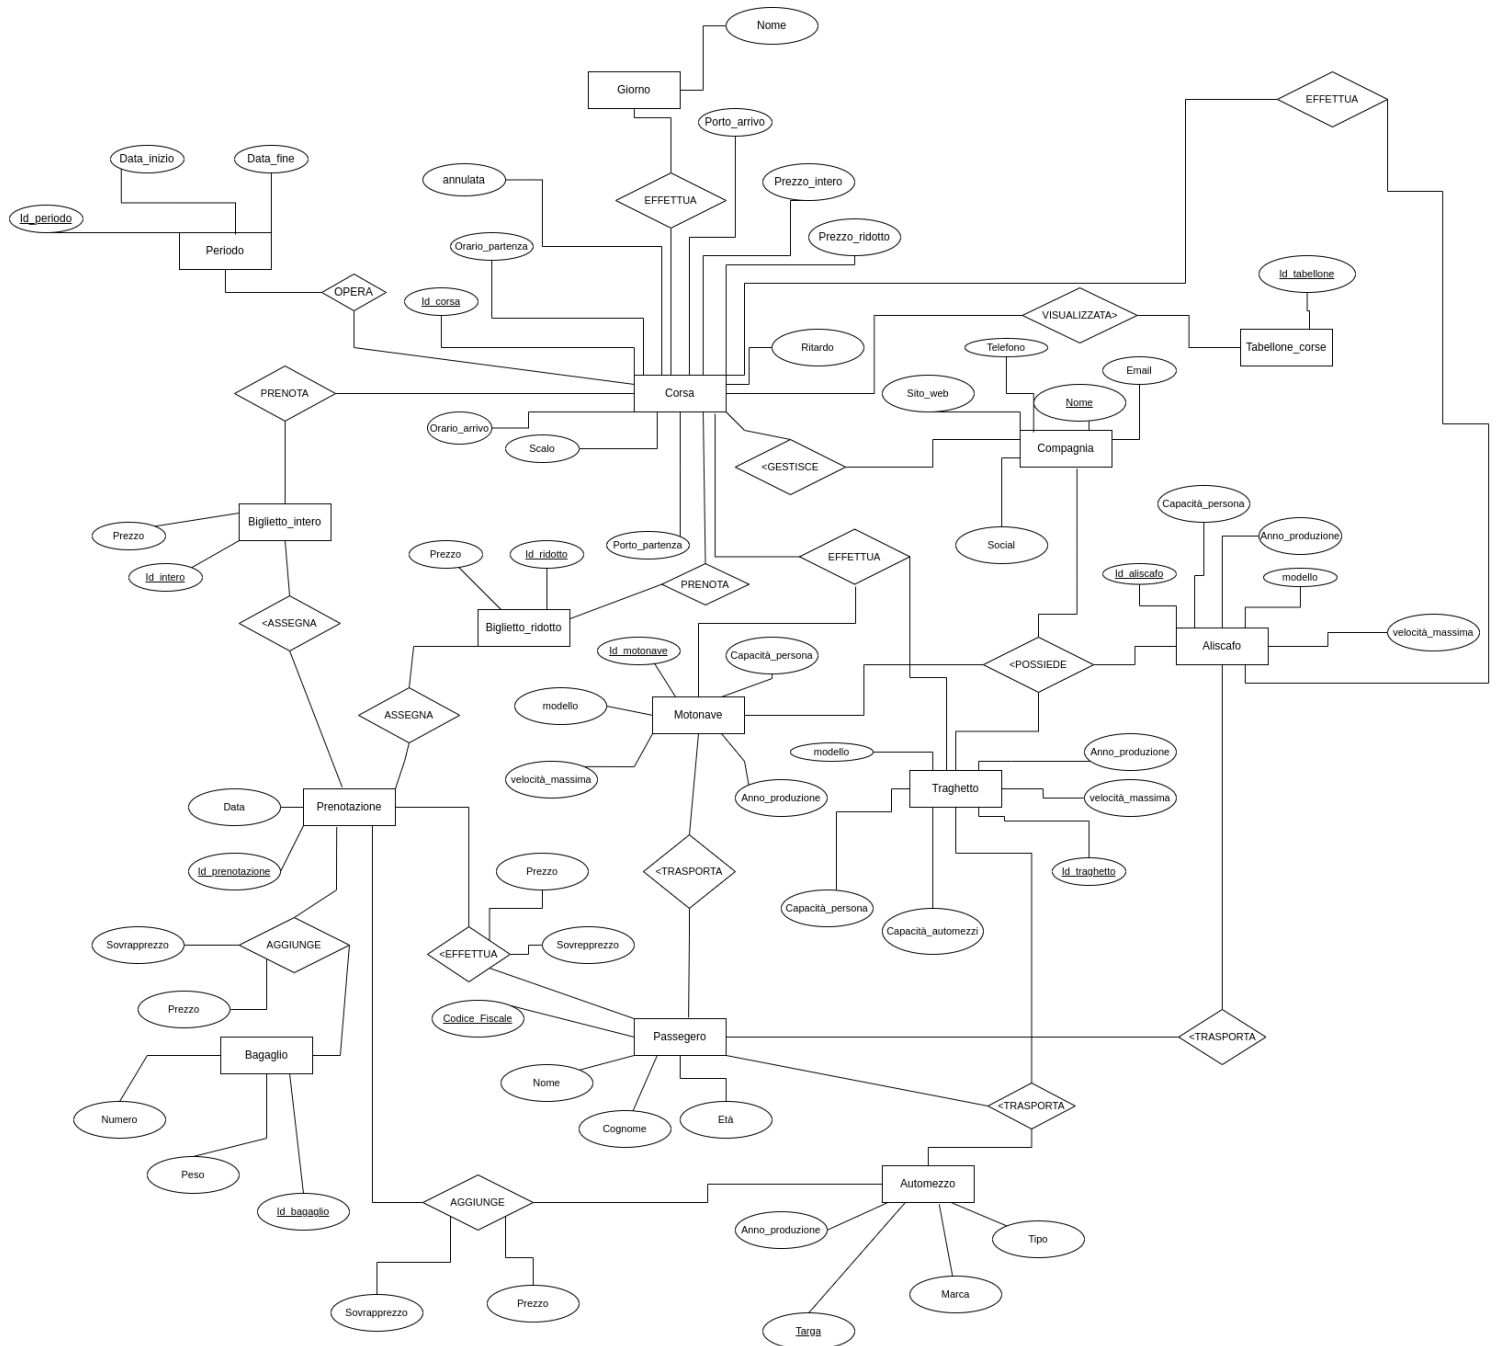 Nome
Giorno
EFFETTUA
Porto_arrivo
Data_inizio
Data_fine
annulata
Prezzo_intero
EFFETTUA
Id_periodo
Prezzo_ridotto
Periodo
Orario_partenza
Id_tabellone
OPERA
Id_corsa
VISUALIZZATA>
Ritardo
Telefono
Tabellone_corse
Email
PRENOTA
Corsa
Sito_web
Nome
Orario_arrivo
Scalo
Compagnia
<GESTISCE
Capacità_persona
Biglietto_intero
Prezzo
Anno_produzione
Porto_partenza
Social
Prezzo
Id_ridotto
EFFETTUA
Id_intero
PRENOTA
Id_aliscafo
modello
<ASSEGNA
Biglietto_ridotto
velocità_massima
Aliscafo
Id_motonave
Capacità_persona
<POSSIEDE
modello
ASSEGNA
Motonave
modello
Anno_produzione
velocità_massima
Traghetto
Anno_produzione
velocità_massima
Data
Prenotazione
Id_prenotazione
Prezzo
<TRASPORTA
Id_traghetto
Capacità_persona
Capacità_automezzi
Sovrapprezzo
AGGIUNGE
<EFFETTUA
Sovrepprezzo
Prezzo
Codice_Fiscale
Passegero
<TRASPORTA
Bagaglio
Nome
Numero
Cognome
Età
<TRASPORTA
Peso
Automezzo
AGGIUNGE
Id_bagaglio
Anno_produzione
Tipo
Marca
Sovrapprezzo
Prezzo
Targa